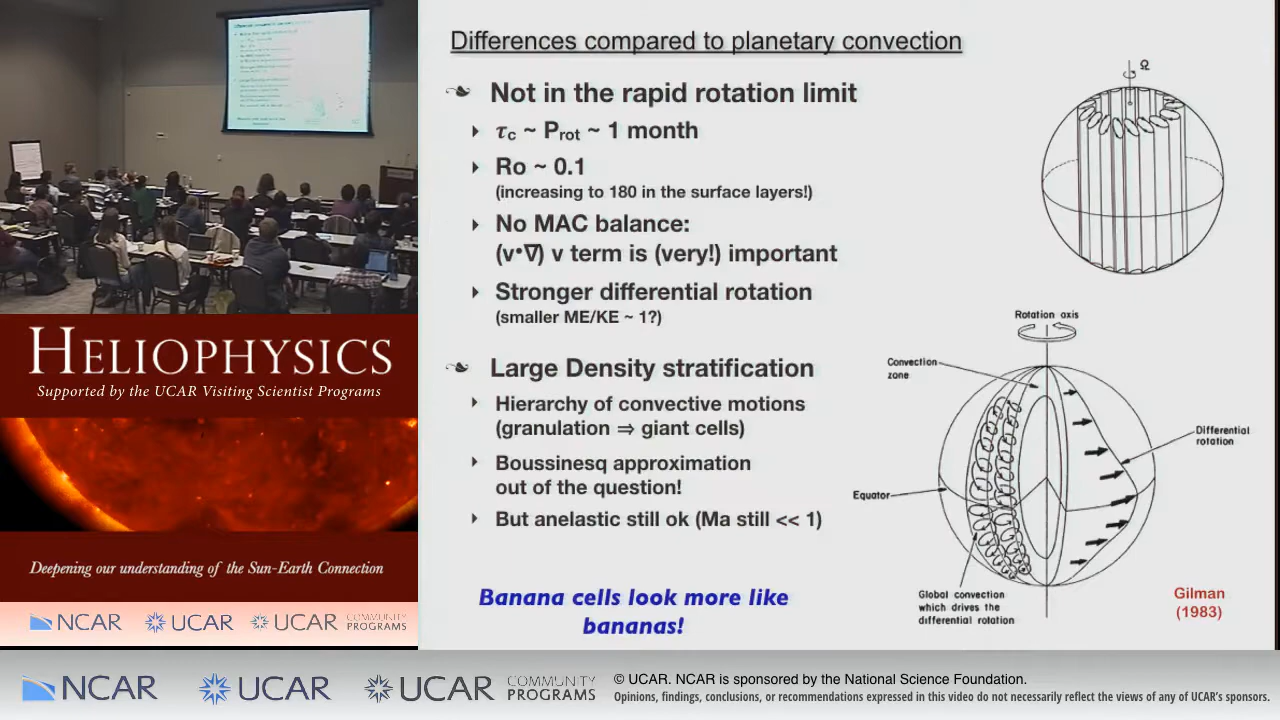 Differences compared to planetary convection
Not in the rapid rotation limit
τc ~ Prot ~ 1 month
Ro ~ 0.1
(increasing to 180 in the surface layers!)
No MAC balance:
(v•∇) v term is (very!) important
Stronger differential rotation
(smaller ME/KE ~ 1?)
Large Density stratification
Hierarchy of convective motions
(granulation ⇒ giant cells)
Boussinesq approximation
out of the question!
But anelastic still ok (Ma still << 1)
Banana cells look more like
bananas!
Ω
Rotation axis
Convection
zone
Differential
rotation
Equator
Global convection
which drives the
differential rotation
Gilman
(1983)
HELIOPHYSICS
Supported by the UCAR Visiting Scientist Programs
Deepening our understanding of the Sun-Earth Connection
NCAR UCAR UCAR COMMUNITY
PROGRAMS
NCAR UCAR UCAR COMMUNITY
PROGRAMS
© UCAR. NCAR is sponsored by the National Science Foundation.
Opinions, findings, conclusions, or recommendations expressed in this video do not necessarily reflect the views of any of UCAR's sponsors.